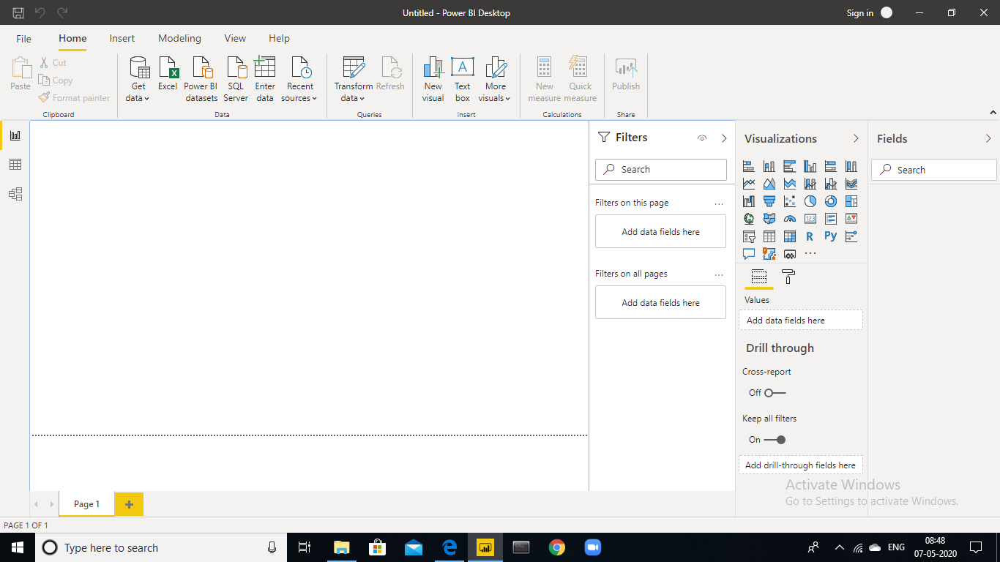 Untitled - Power BI Desktop
Sign in
File
Home
Insert
Modeling
View
Help
Paste
Cut
Copy
Format painter
Clipboard
Get
data
Excel
Power BI
datasets
SQL
Server
Enter
data
Recent
sources
Data
Transform
data
Refresh
Queries
New
visual
Text
box
More
visuals
Insert
New
measure
Quick
measure
Calculations
Publish
Share
Filters
Search
Filters on this page
...
Add data fields here
Filters on all pages
...
Add data fields here
Visualizations
123
R
Py
...
Values
Add data fields here
Drill through
Cross-report
Off
Keep all filters
On
Add drill-through fields here
Fields
Search
Activate Windows
Go to Settings to activate Windows.
Page 1
PAGE 1 OF 1
Type here to search
ENG
08:48
07-05-2020